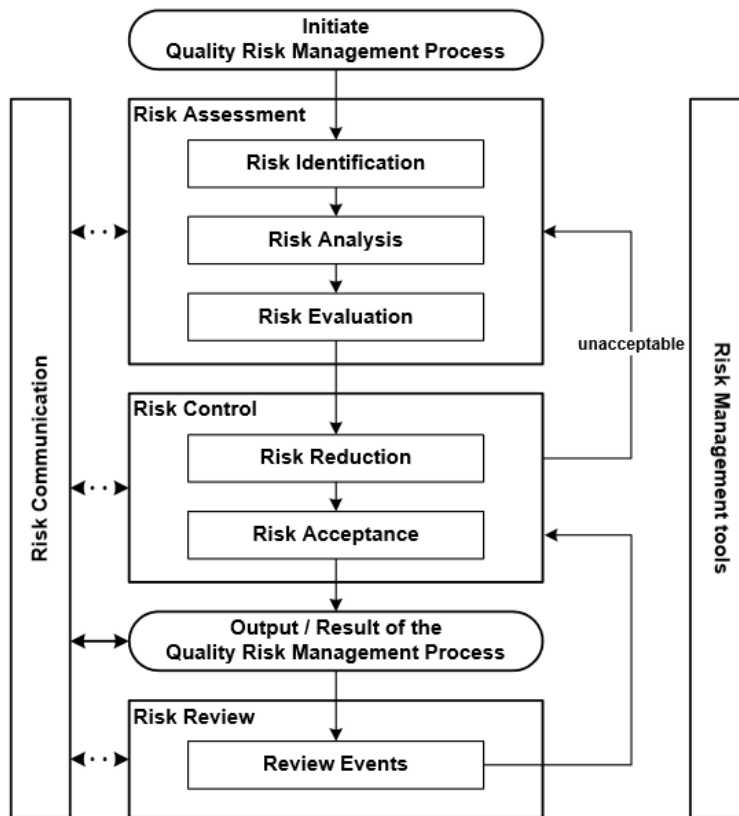 Initiate
Quality Risk Management Process
Risk Assessment
Risk Identification
Risk Analysis
Risk Evaluation
unacceptable
Risk Communication
Risk Management tools
Risk Control
Risk Reduction
Risk Acceptance
Output / Result of the
Quality Risk Management Process
Risk Review
Review Events